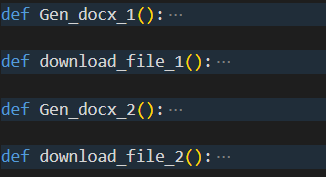 def Gen_docx_1():···
def download_file_1():···
def Gen_docx_2():···
def download_file_2():···